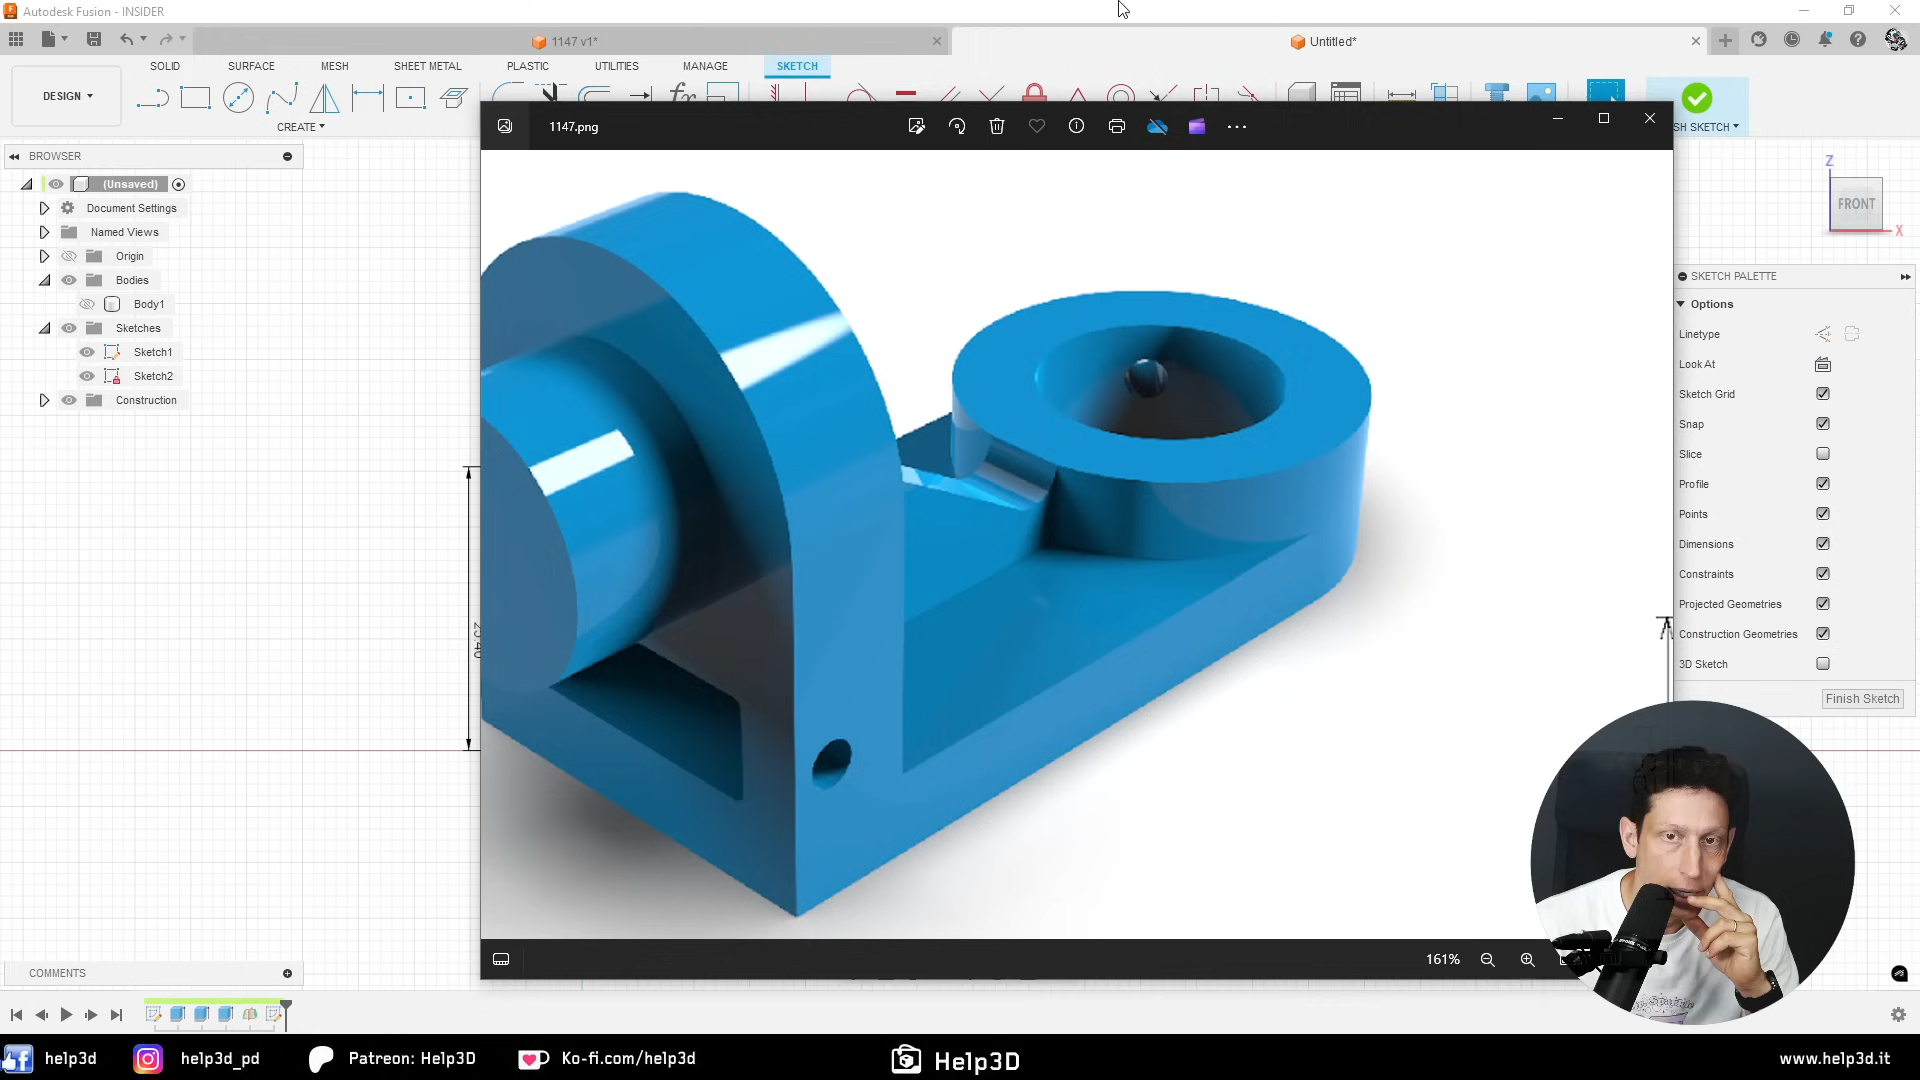 Autodesk Fusion - INSIDER
1147 v1*
Untitled*
DESIGN
SOLID
SURFACE
MESH
SHEET METAL
PLASTIC
UTILITIES
MANAGE
SKETCH
CREATE
SH SKETCH
1147.png
BROWSER
(Unsaved)
Document Settings
Named Views
Origin
Bodies
Body1
Sketches
Sketch1
Sketch2
Construction
Z
FRONT
X
SKETCH PALETTE
Options
Linetype
Look At
Sketch Grid
Snap
Slice
Profile
Points
Dimensions
Constraints
Projected Geometries
Construction Geometries
3D Sketch
Finish Sketch
161%
COMMENTS
help3d
help3d_pd
Patreon: Help3D
Ko-fi.com/help3d
Help3D
www.help3d.it